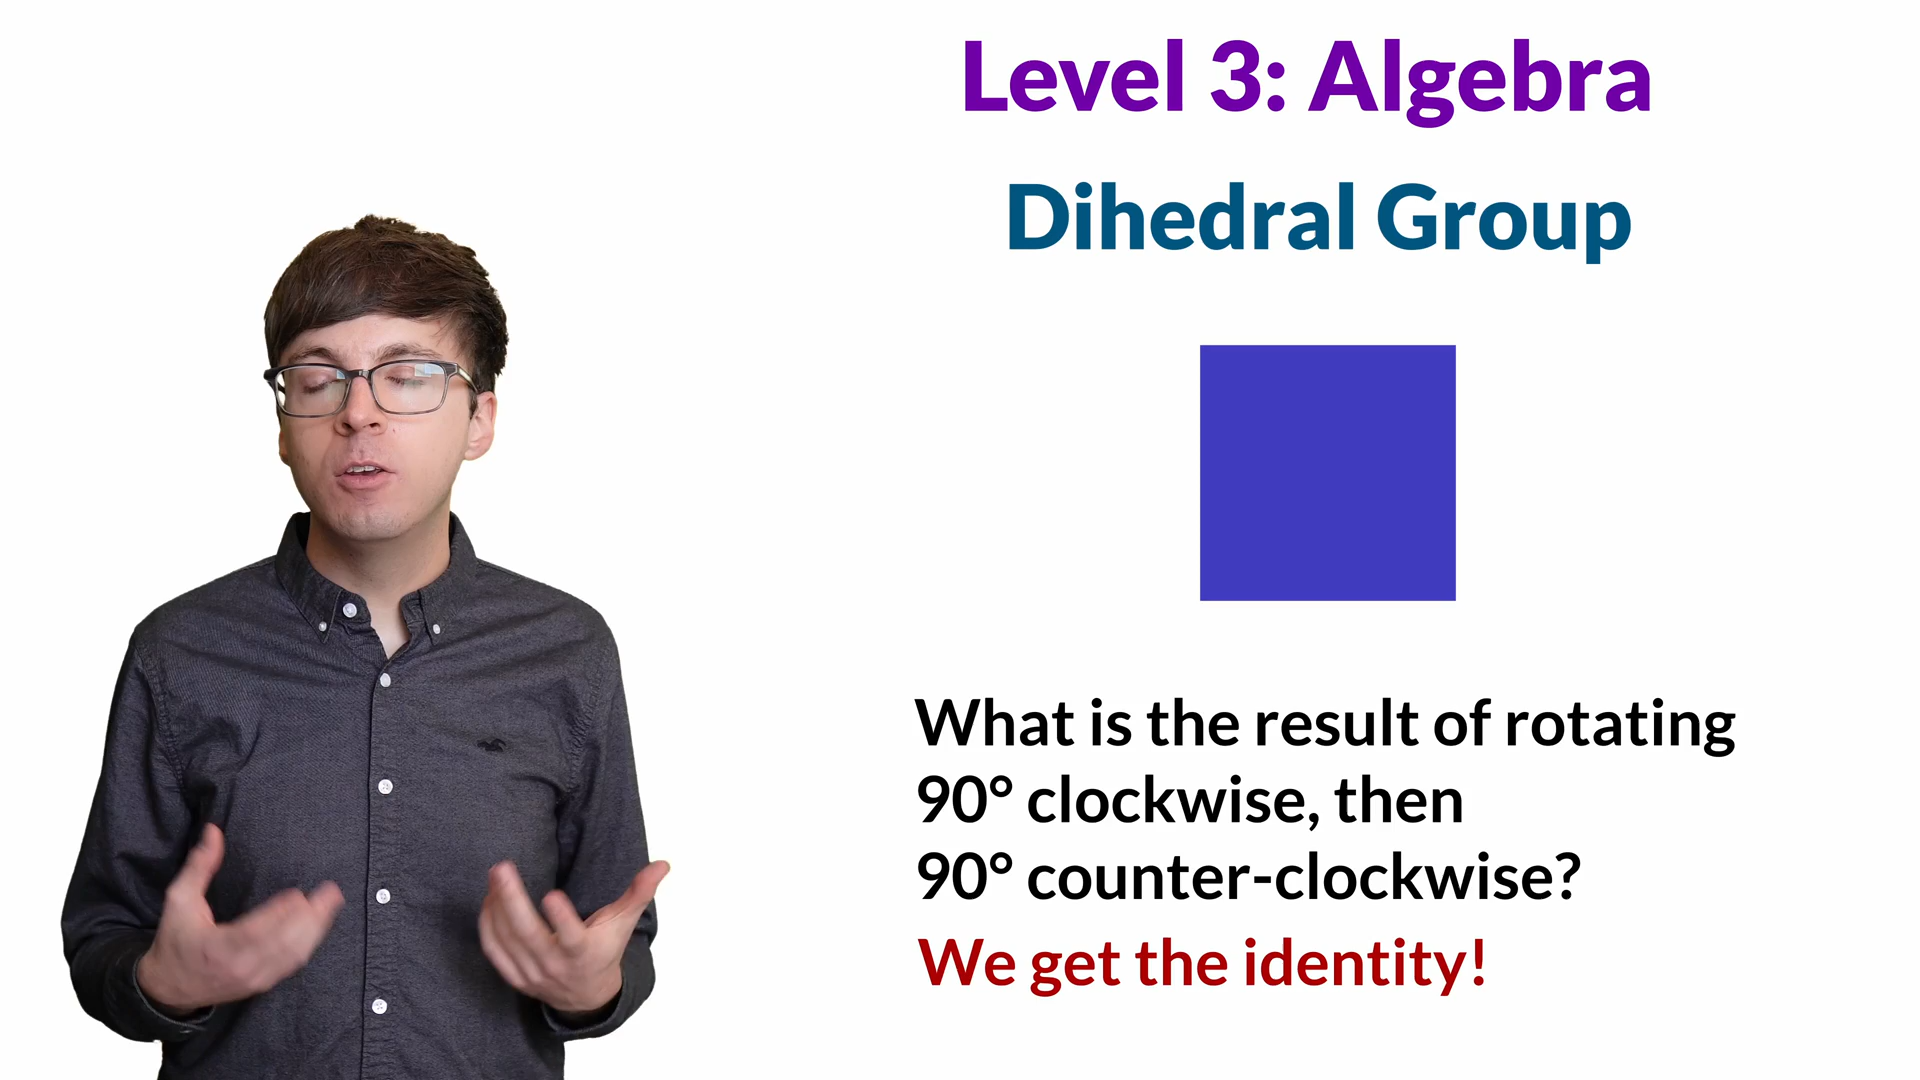 Level 3: Algebra
Dihedral Group
What is the result of rotating
90° clockwise, then
90° counter-clockwise?
We get the identity!